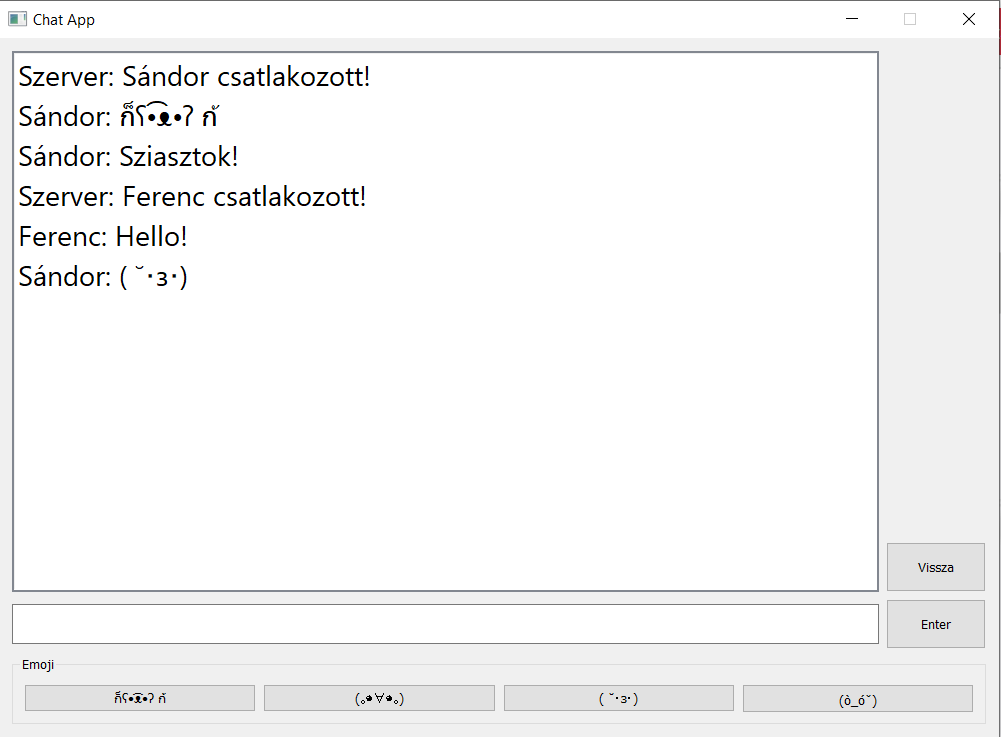 Chat App
Szerver: Sándor csatlakozott!
Sándor: ก็ʕ•͡ᴥ•ʔ ก้
Sándor: Sziasztok!
Szerver: Ferenc csatlakozott!
Ferenc: Hello!
Sándor: ( ˘･з･)
Vissza
Enter
Emoji
ก็ʕ•͡ᴥ•ʔ ก้
(｡◕∀◕｡)
( ˘･з･)
(ò_óˇ)